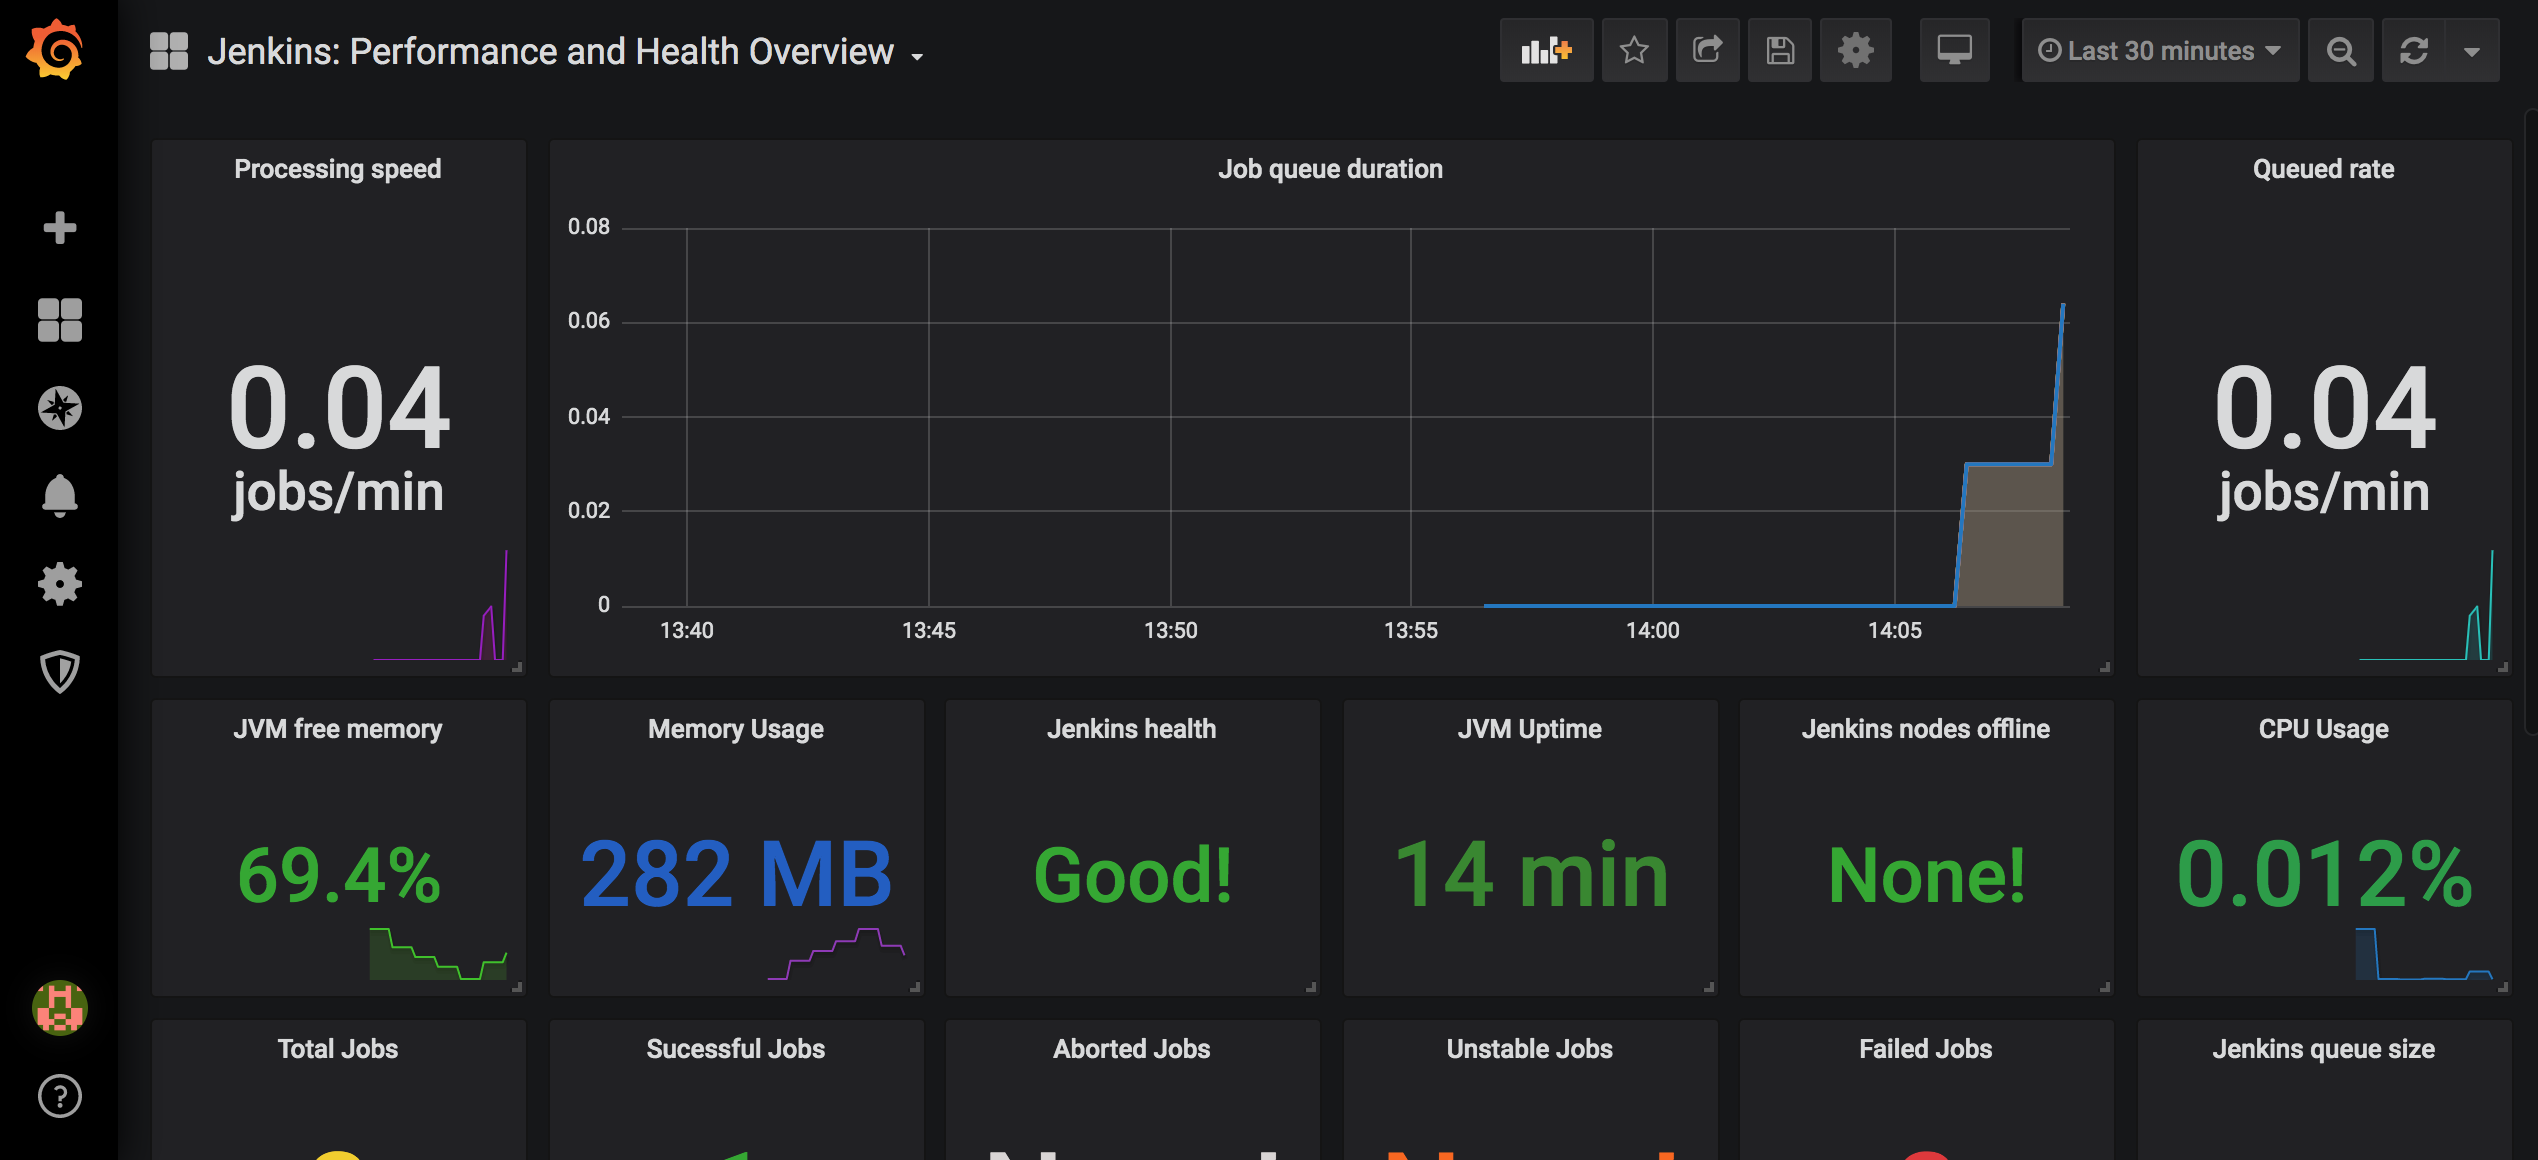 Jenkins: Performance and Health Overview
Last 30 minutes
Processing speed
0.04
jobs/min
Job queue duration
0.08
0.06
0.04
0.02
0
13:40 13:45 13:50 13:55 14:00 14:05
Queued rate
0.04
jobs/min
JVM free memory
69.4%
Memory Usage
282 MB
Jenkins health
Good!
JVM Uptime
14 min
Jenkins nodes offline
None!
CPU Usage
0.012%
Total Jobs
Sucessful Jobs
Aborted Jobs
Unstable Jobs
Failed Jobs
Jenkins queue size